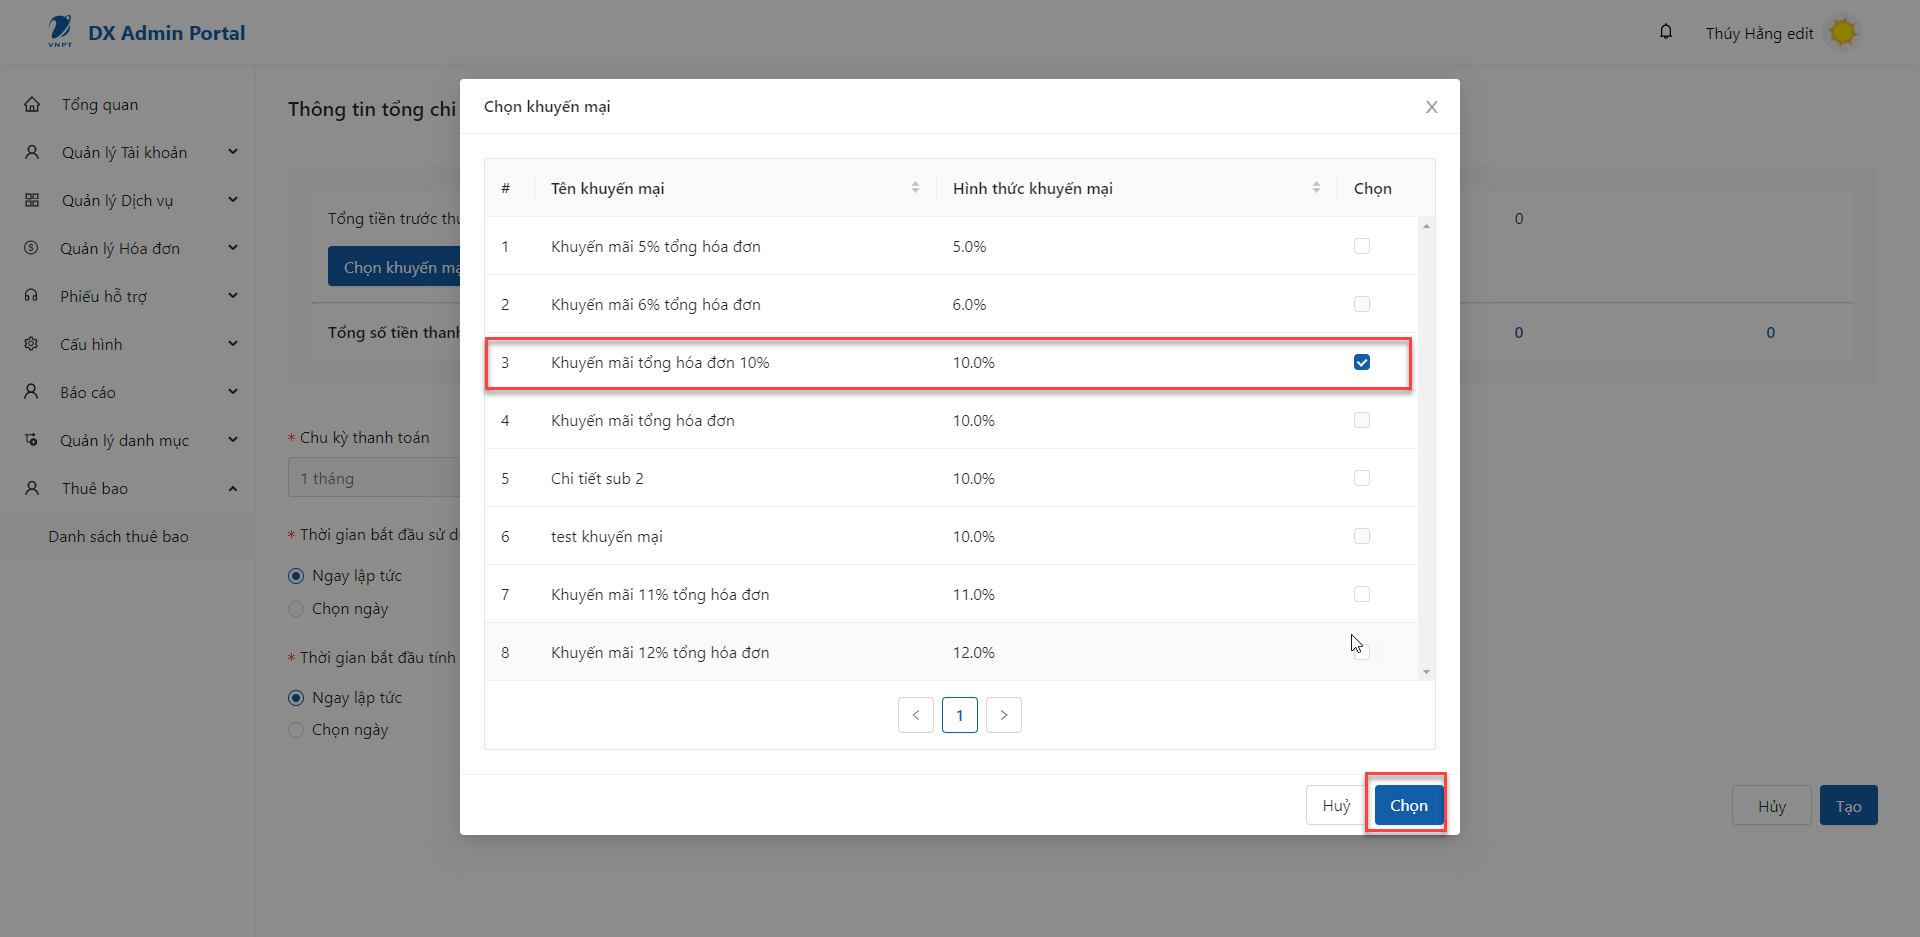 VNPT
DX Admin Portal
Thúy Hằng edit
Tổng quan
Quản lý Tài khoản
Quản lý Dịch vụ
Quản lý Hóa đơn
Phiếu hỗ trợ
Cấu hình
Báo cáo
Quản lý danh mục
Thuê bao
Danh sách thuê bao
Thông tin tổng chi
Tổng tiền trước thu
0
Chọn khuyến mạ
Tổng số tiền thanh
0
0
* Chu kỳ thanh toán
1 tháng
* Thời gian bắt đầu sử d
Ngay lập tức
Chọn ngày
* Thời gian bắt đầu tính
Ngay lập tức
Chọn ngày
Hủy
Tạo
Chọn khuyến mại
# Tên khuyến mại Hình thức khuyến mại Chọn
1 Khuyến mãi 5% tổng hóa đơn 5.0%
2 Khuyến mãi 6% tổng hóa đơn 6.0%
3 Khuyến mãi tổng hóa đơn 10% 10.0%
4 Khuyến mãi tổng hóa đơn 10.0%
5 Chi tiết sub 2 10.0%
6 test khuyến mại 10.0%
7 Khuyến mãi 11% tổng hóa đơn 11.0%
8 Khuyến mãi 12% tổng hóa đơn 12.0%
< 1 >
Huỷ
Chọn